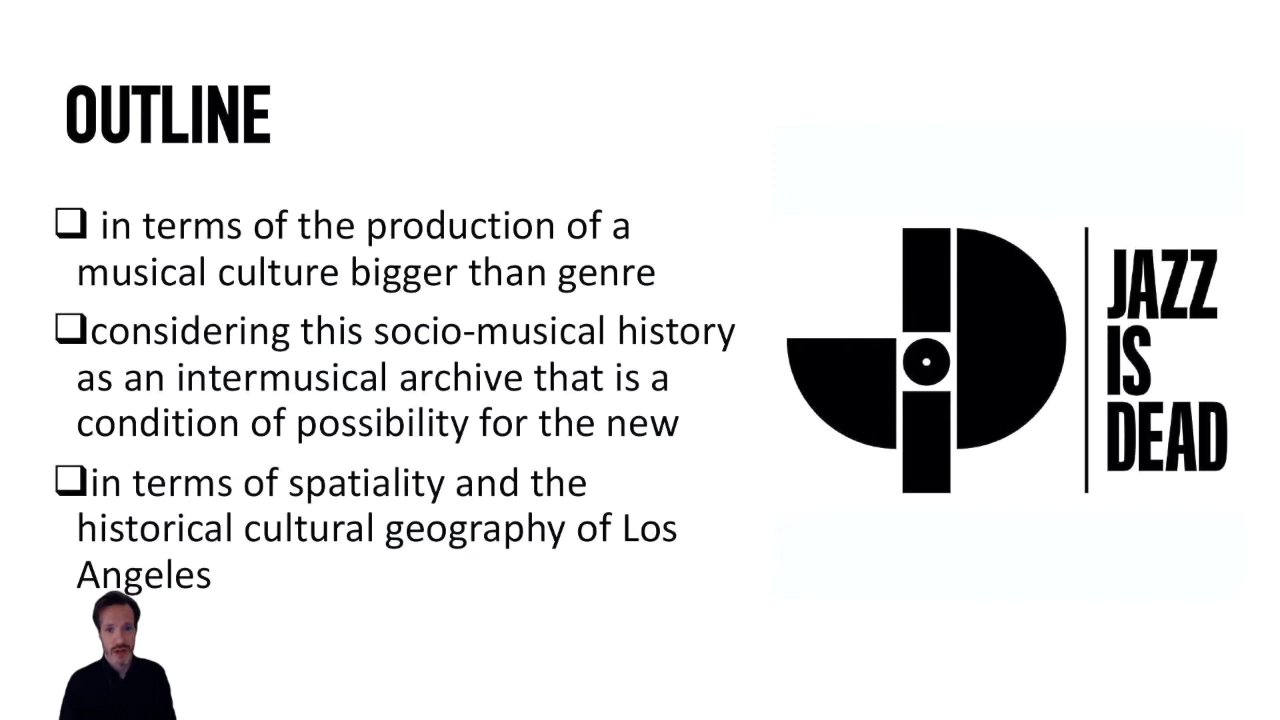 OUTLINE
❑ in terms of the production of a
musical culture bigger than genre
❑considering this socio-musical history
as an intermusical archive that is a
condition of possibility for the new
❑in terms of spatiality and the
historical cultural geography of Los
Angeles
JAZZ
IS
DEAD